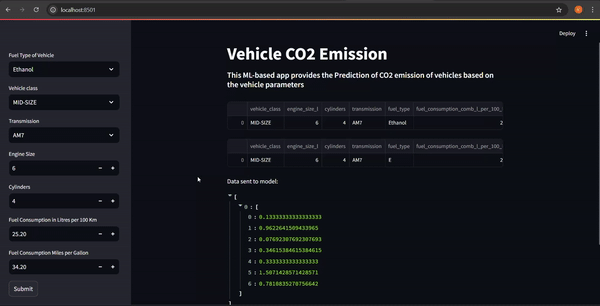 localhost:8501
Deploy
Fuel Type of Vehicle
Ethanol
Vehicle class
MID-SIZE
Transmission
AM7
Engine Size
6
Cylinders
4
Fuel Consumption in Litres per 100 Km
25.20
Fuel Consumption Miles per Gallon
34.20
Submit
Vehicle CO2 Emission
This ML-based app provides the Prediction of CO2 emission of vehicles based on
the vehicle parameters
vehicle_class engine_size_l cylinders transmission fuel_type fuel_consumption_comb_l_per_100_
0 MID-SIZE 6 4 AM7 Ethanol 2
vehicle_class engine_size_l cylinders transmission fuel_type fuel_consumption_comb_l_per_100_
0 MID-SIZE 6 4 AM7 E 2
Data sent to model:
[
0 : [
0 : 0.13333333333333333
1 : 0.9622641509433965
2 : 0.07692307692307693
3 : 0.34615384615384615
4 : 0.3333333333333333
5 : 1.5071428571428571
6 : 0.7810835270756642
]
]